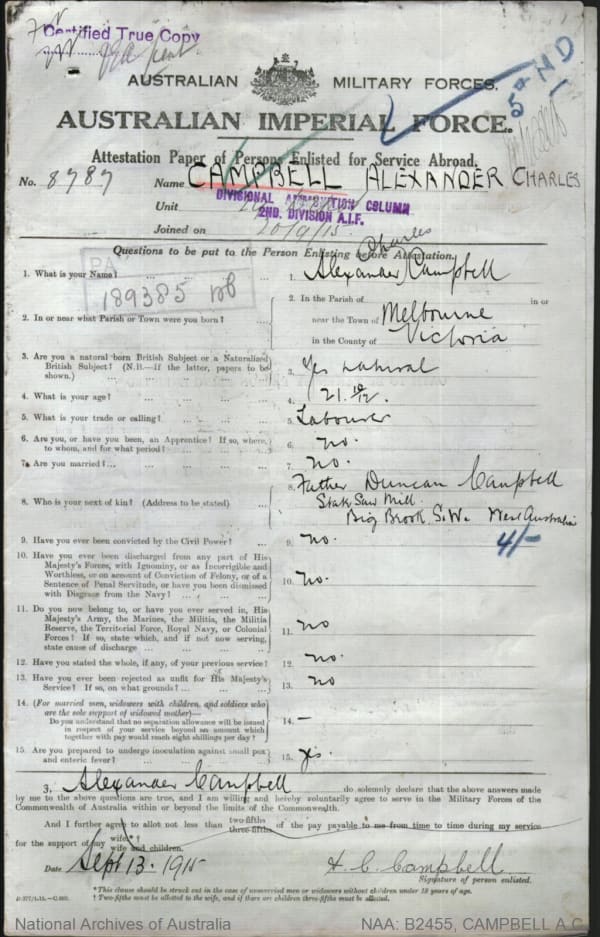 Certified True Copy
AUSTRALIAN MILITARY FORCES.
5TH MD
AUSTRALIAN IMPERIAL FORCE.
Attestation Paper of Persons Enlisted for Service Abroad.
No. 8787 Name CAMPBELL ALEXANDER CHARLES
Unit
DIVISIONAL AMMUNITION COLUMN
2ND. DIVISION A.I.F.
Joined on 20/9/15
Questions to be put to the Person Enlisting before Attestation.
1. What is your Name? 1. Alexander Charles Campbell
189385
2. In or near what Parish or Town were you born? 2. In the Parish of in or
near the Town of Melbourne
in the County of Victoria
3. Are you a natural born British Subject or a Naturalized
British Subject? (N.B.—If the latter, papers to be
shown.) 3. Yes natural
4. What is your age? 4. 21 10/12.
5. What is your trade or calling? 5. Labourer
6. Are you, or have you been, an Apprentice? If so, where,
to whom, and for what period? 6. no.
7. Are you married? 7. no.
8. Who is your next of kin? (Address to be stated) 8. Father Duncan Campbell
State Saw Mill.
Big Brook S.W. West Australia
4/-
9. Have you ever been convicted by the Civil Power? 9. no.
10. Have you ever been discharged from any part of His
Majesty's Forces, with Ignominy, or as Incorrigible and
Worthless, or on account of Conviction of Felony, or of a
Sentence of Penal Servitude, or have you been dismissed
with Disgrace from the Navy? 10. no.
11. Do you now belong to, or have you ever served in, His
Majesty's Army, the Marines, the Militia, the Militia
Reserve, the Territorial Force, Royal Navy, or Colonial
Forces? If so, state which, and if not now serving,
state cause of discharge 11. no
12. Have you stated the whole, if any, of your previous service? 12. no.
13. Have you ever been rejected as unfit for His Majesty's
Service? If so, on what grounds? 13. no
14. (For married men, widowers with children, and soldiers who
are the sole support of widowed mother)—
Do you understand that no separation allowance will be issued
in respect of your service beyond an amount which
together with pay would reach eight shillings per day? 14. —
15. Are you prepared to undergo inoculation against small pox
and enteric fever? 15. yes.
I, Alexander Campbell do solemnly declare that the above answers made
by me to the above questions are true, and I am willing and hereby voluntarily agree to serve in the Military Forces of the
Commonwealth of Australia within or beyond the limits of the Commonwealth.
And I further agree to allot not less than two-fifths three-fifths of the pay payable to me from time to time during my service
for the support of my wife*† wife and children.
Date Sept 13. 1915 A. C. Campbell
Signature of person enlisted.
*This clause should be struck out in the case of unmarried men or widowers without children under 18 years of age.
† Two-fifths must be allotted to the wife, and if there are children three-fifths must be allotted.
National Archives of Australia NAA: B2455, CAMPBELL A C